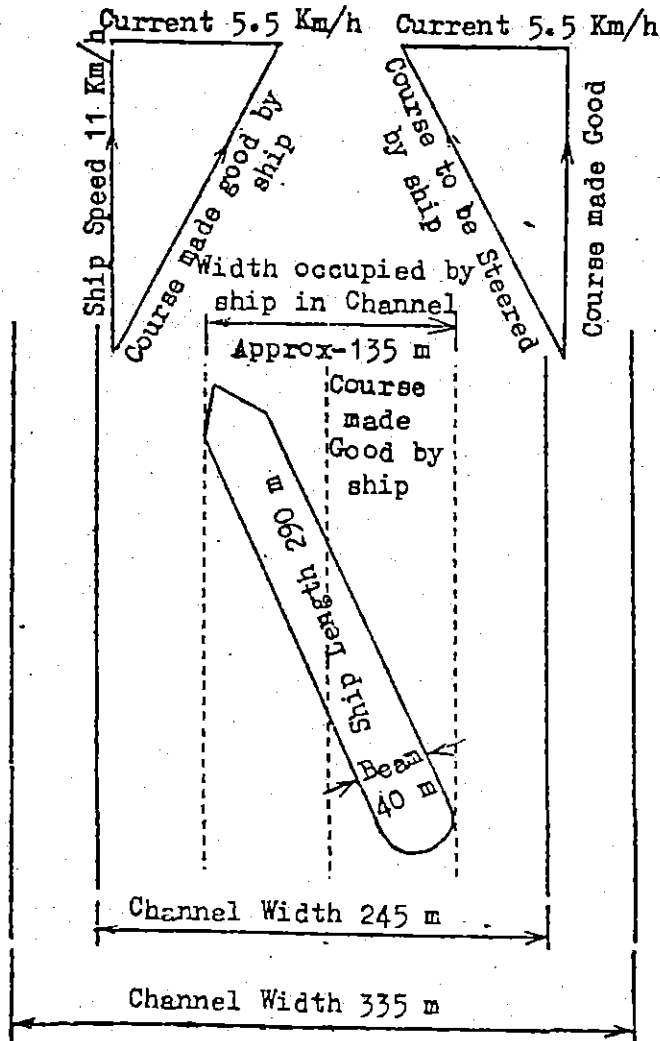 Current 5.5 Km/h
Current 5.5 Km/h
Ship Speed 11 Km/h
Course made good by
ship
Course to be Steered
by ship
Course made Good
Width occupied by
ship in Channel
Approx-135 m
Course
made
Good by
ship
Ship Length 290 m
Beam
40 m
Channel Width 245 m
Channel Width 335 m